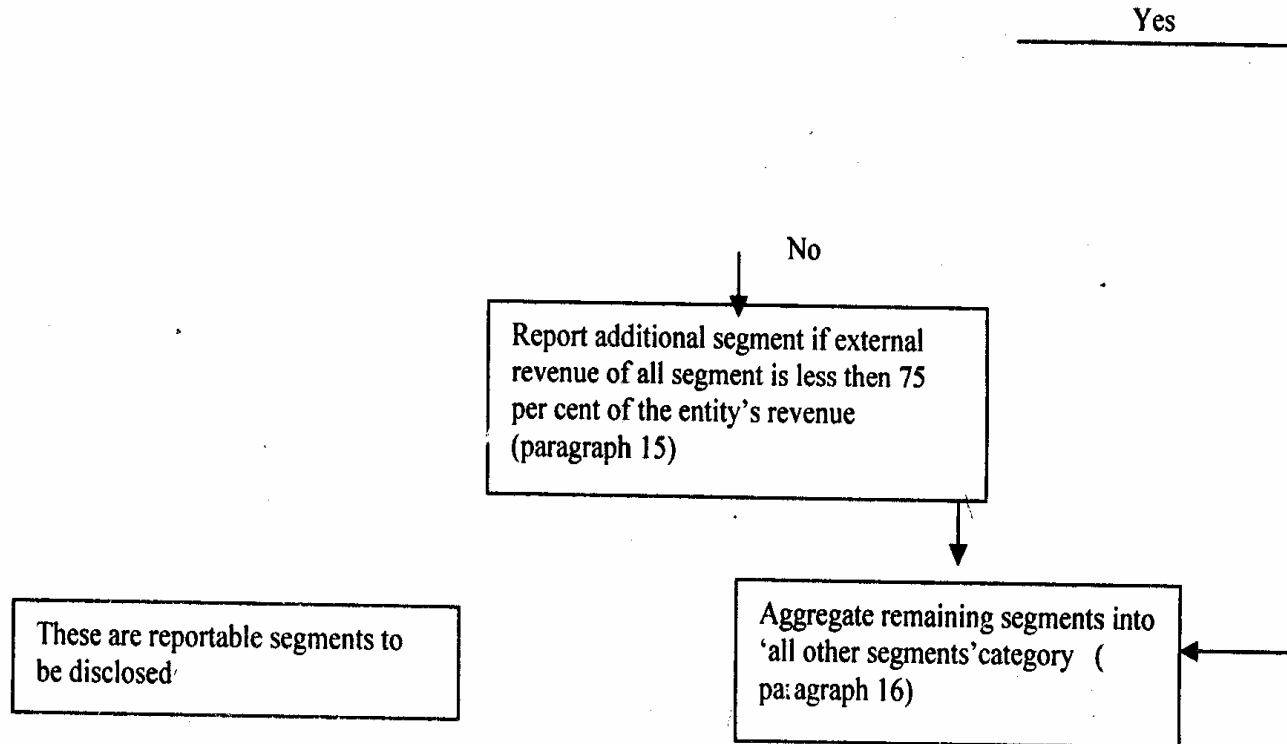 Yes
No
Report additional segment if external
revenue of all segment is less then 75
per cent of the entity’s revenue
(paragraph 15)
These are reportable segments to
be disclosed
Aggregate remaining segments into
‘all other segments’category (
paragraph 16)